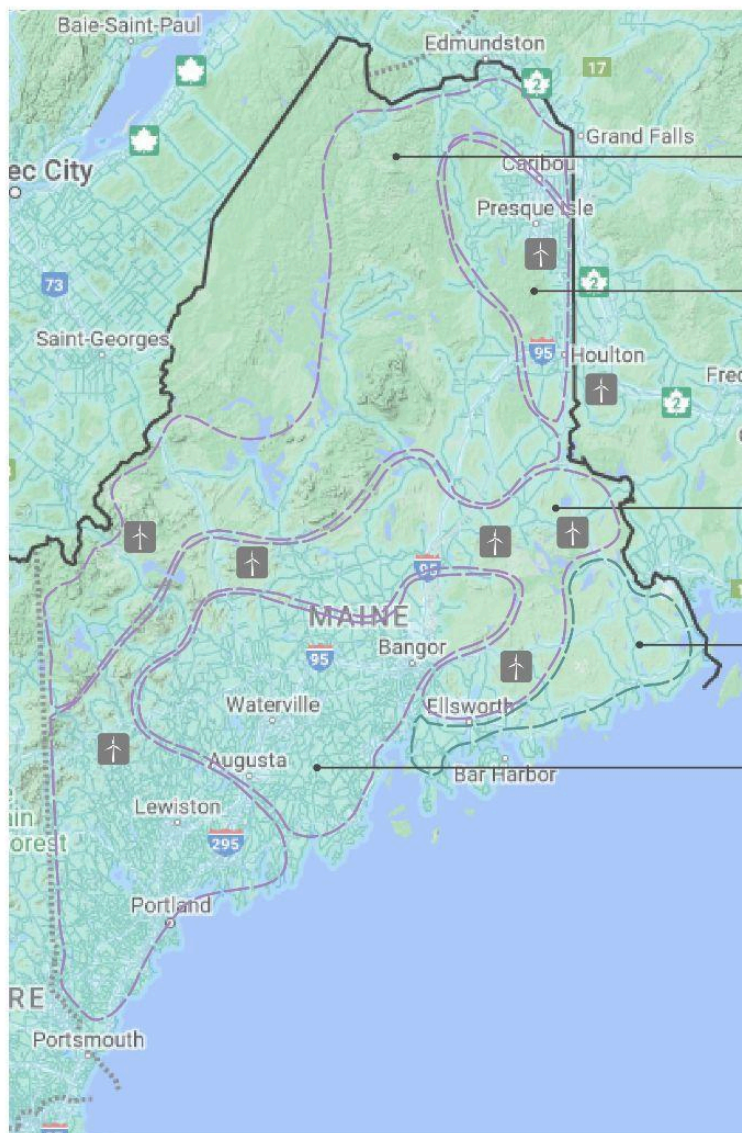 Baie-Saint-Paul
Edmundston
17
2
Grand Falls
ec City
Caribou
Presque Isle
73
2
Saint-Georges
95
Houlton
Fred
2
95
MAINE
95
Bangor
Waterville
Ellsworth
Augusta
Bar Harbor
Lewiston
ain
orest
295
Portland
RE
Portsmouth